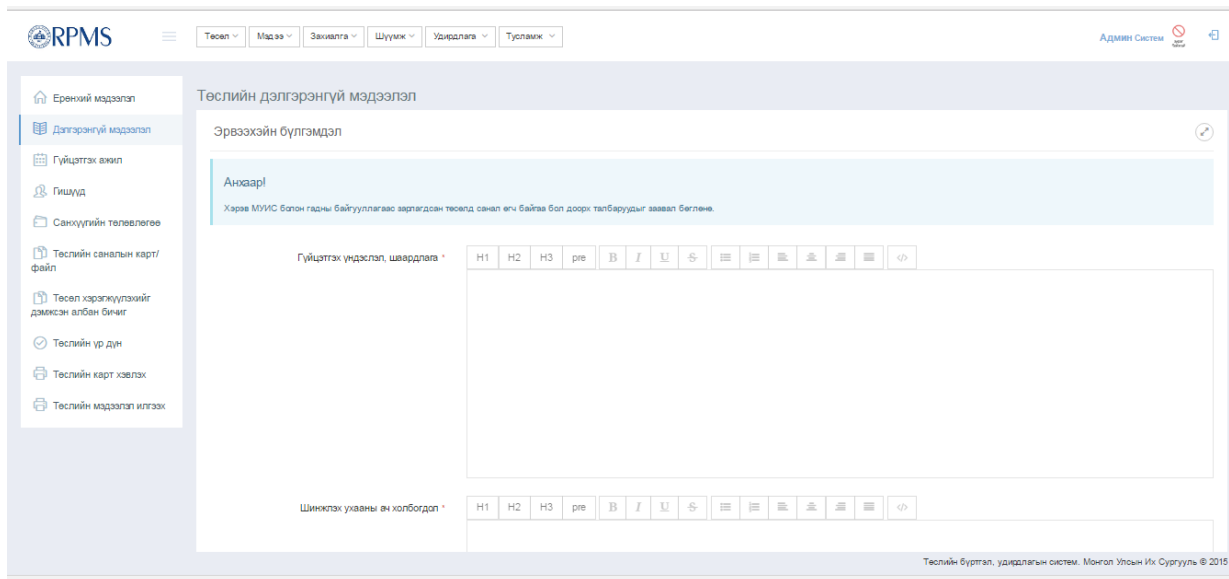 RPMS
Төсөл
Мэдээ
Захиалга
Шүүмж
Удирдлага
Тусламж
Админ Систем
Ерөнхий мэдээлэл
Дэлгэрэнгүй мэдээлэл
Гүйцэтгэх ажил
Гишүүд
Санхүүгийн төлөвлөгөө
Төслийн саналын карт/
файл
Төсөл хэрэгжүүлэхийг
дэмжсэн албан бичиг
Төслийн үр дүн
Төслийн карт хэвлэх
Төслийн мэдээлэл илгээх
Төслийн дэлгэрэнгүй мэдээлэл
Эрвээхэйн бүлгэмдэл
Анхаар!
Хэрэв МУИС болон гадны байгууллагаас зарлагдсан төсөлд санал өгч байгаа бол доорх талбаруудыг заавал бөглөнө.
Гүйцэтгэх үндэслэл, шаардлага *
H1 H2 H3 pre B I U S </>
Шинжлэх ухааны ач холбогдол *
H1 H2 H3 pre B I U S </>
Төслийн бүртгэл, удирдлагын систем. Монгол Улсын Их Сургууль © 2015